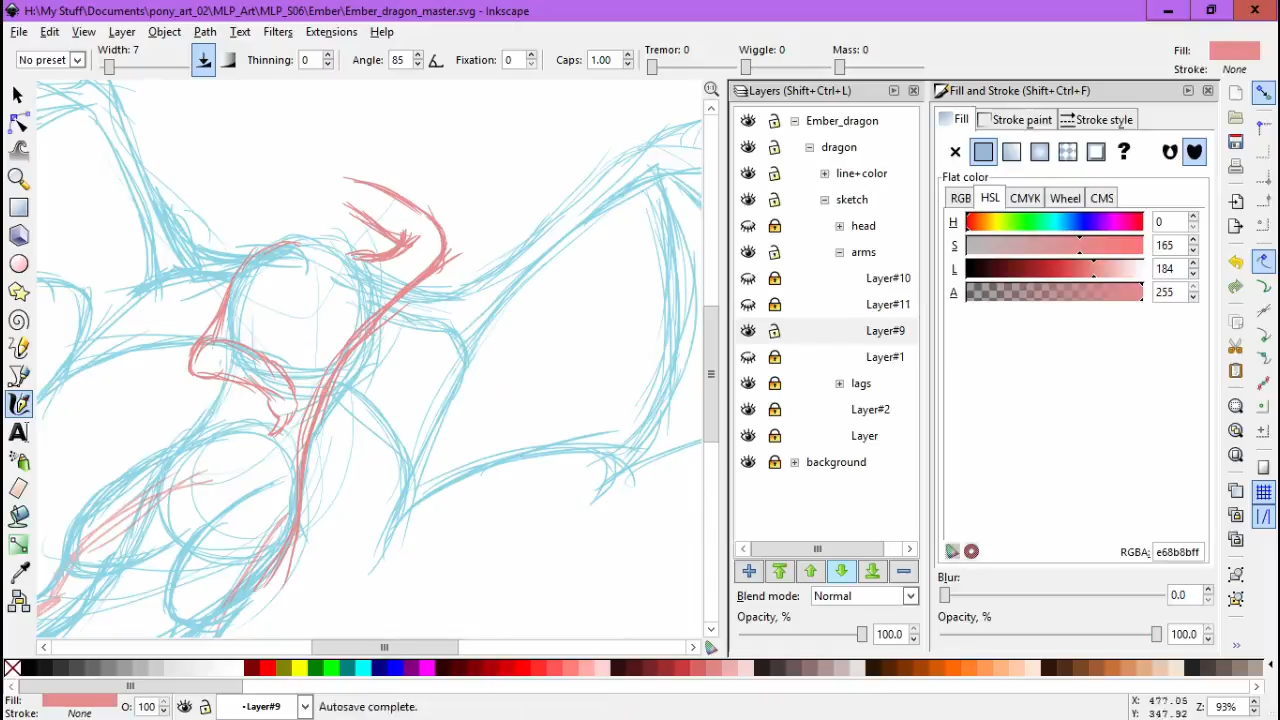 H:\My Stuff\Documents\pony_art_02\MLP_Art\MLP_S06\Ember\Ember_dragon_master.svg - Inkscape
File Edit View Layer Object Path Text Filters Extensions Help
No preset Width: 7 Thinning: 0 Angle: 85 Fixation: 0 Caps: 1.00 Tremor: 0 Wiggle: 0 Mass: 0 Fill: Stroke: None
Layers (Shift+Ctrl+L)
Ember_dragon
dragon
line+color
sketch
head
arms
Layer#10
Layer#11
Layer#9
Layer#1
lags
Layer#2
Layer
background
Blend mode: Normal
Opacity, % 100.0
Fill and Stroke (Shift+Ctrl+F)
Fill Stroke paint Stroke style
?
Flat color
RGB HSL CMYK Wheel CMS
H 0
S 165
L 184
A 255
RGBA: e68b8bff
Blur: 0.0
Opacity, % 100.0
Fill: Stroke: None O: 100 •Layer#9 Autosave complete. X: 477.05 Y: 347.92 Z: 93%